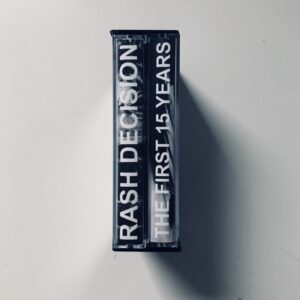 RASH DECISION
THE FIRST 15 YEARS